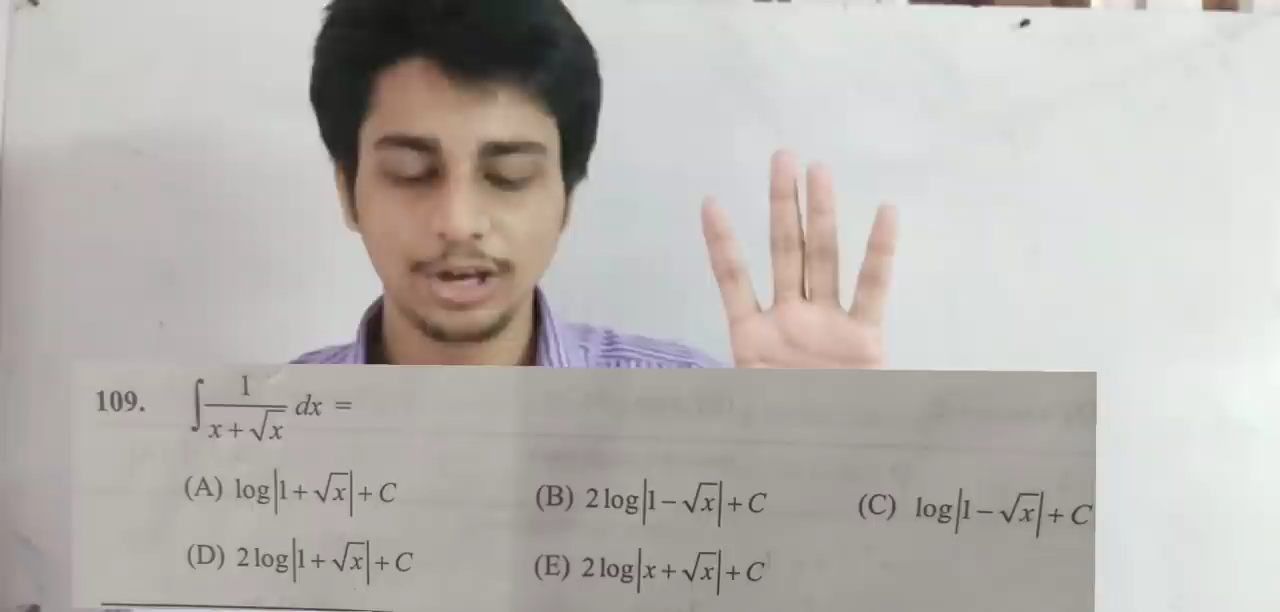 109. ∫ 1/(x + √x) dx =
(A) log|1 + √x| + C (B) 2 log|1 − √x| + C (C) log|1 − √x| + C
(D) 2 log|1 + √x| + C (E) 2 log|x + √x| + C